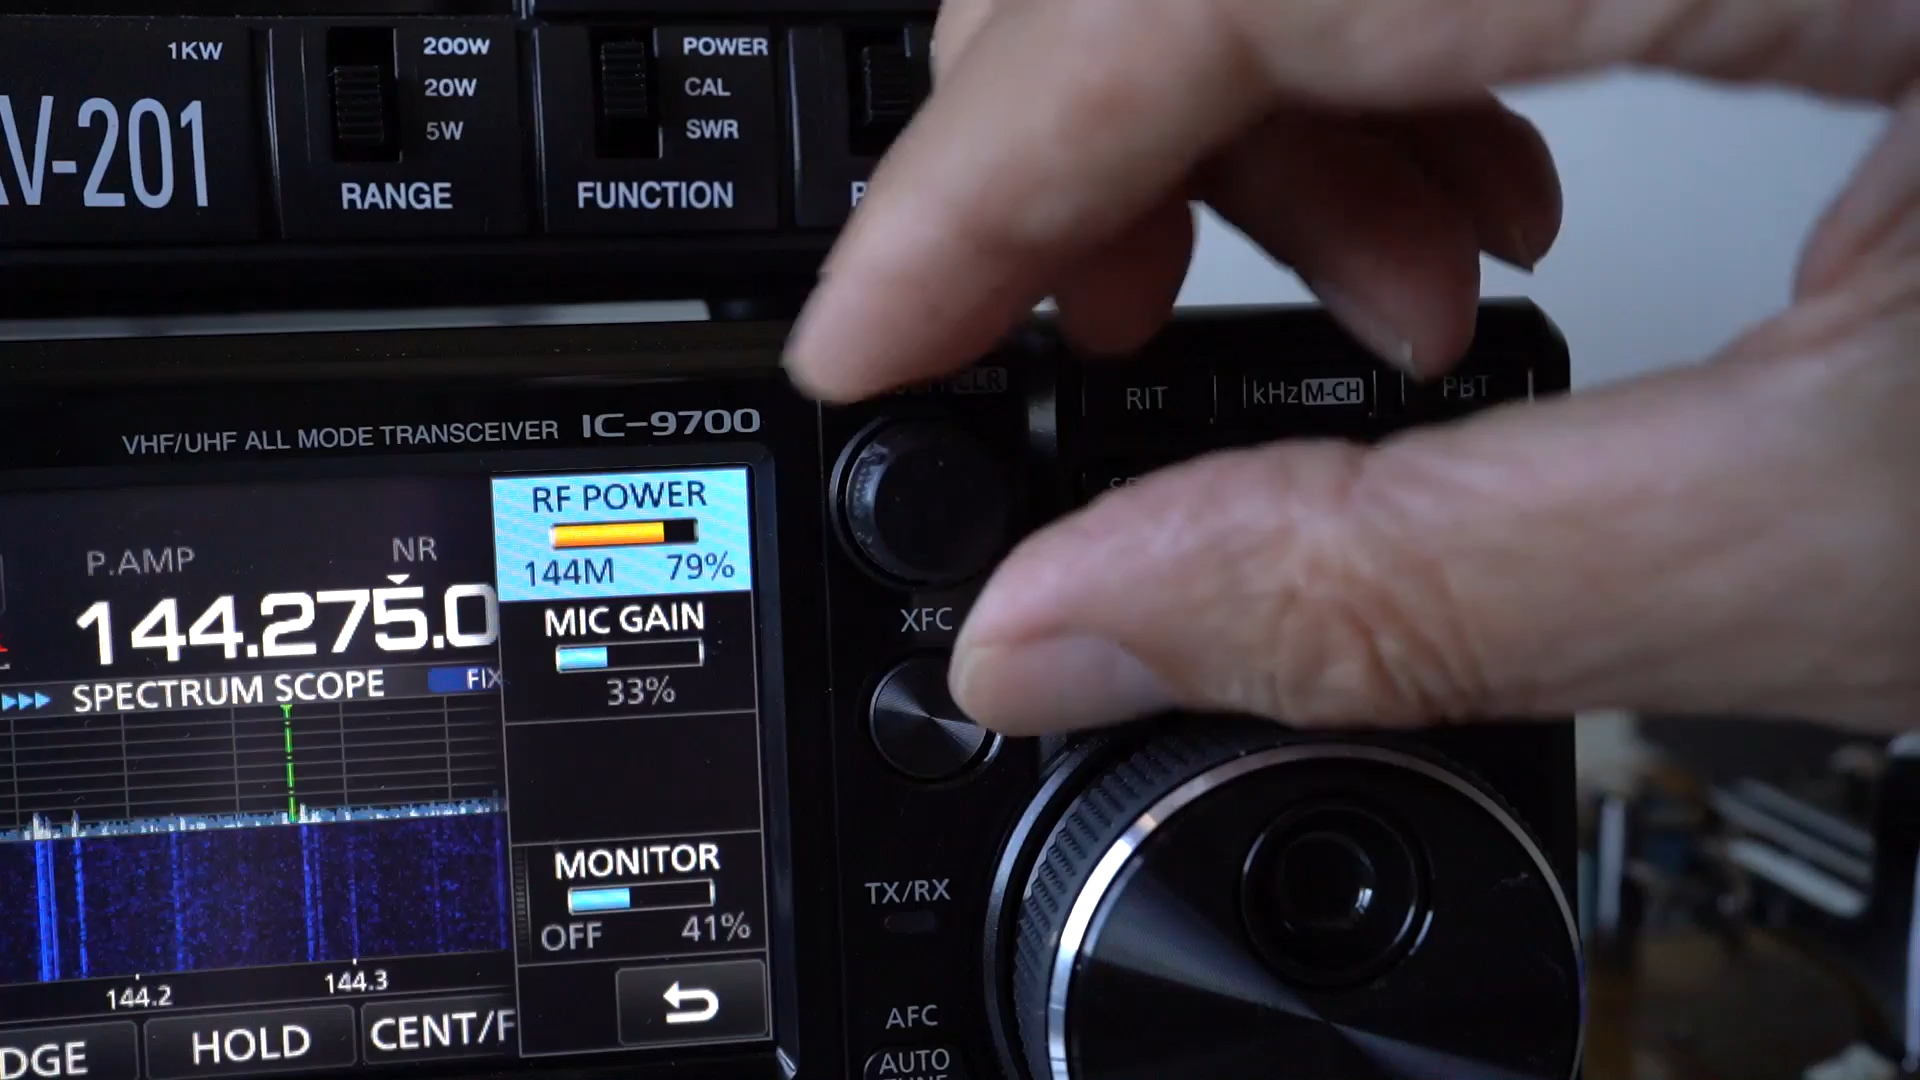 1KW
200W
20W
5W
POWER
CAL
SWR
V-201
RANGE
FUNCTION
VHF/UHF ALL MODE TRANSCEIVER IC-9700
CLR
RIT
kHz M-CH
PBT
RF POWER
144M 79%
P.AMP
NR
144.275.0
MIC GAIN
33%
XFC
SPECTRUM SCOPE
FIX
MONITOR
OFF 41%
TX/RX
144.2
144.3
HOLD
CENT/F
DGE
AFC
AUTO
TUNE